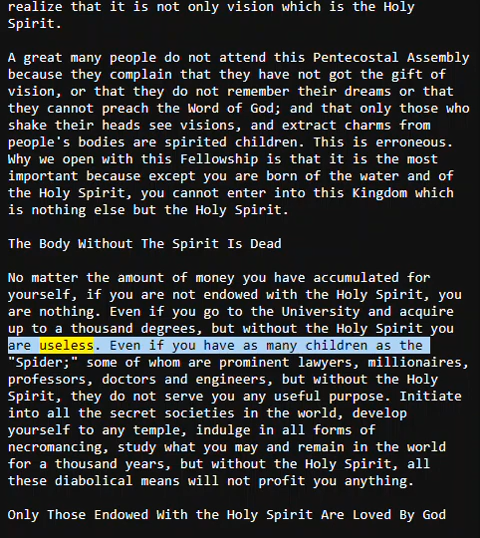 realize that it is not only vision which is the Holy
Spirit.
A great many people do not attend this Pentecostal Assembly
because they complain that they have not got the gift of
vision, or that they do not remember their dreams or that
they cannot preach the Word of God; and that only those who
shake their heads see visions, and extract charms from
people's bodies are spirited children. This is erroneous.
Why we open with this Fellowship is that it is the most
important because except you are born of the water and of
the Holy Spirit, you cannot enter into this Kingdom which
is nothing else but the Holy Spirit.
The Body Without The Spirit Is Dead
No matter the amount of money you have accumulated for
yourself, if you are not endowed with the Holy Spirit, you
are nothing. Even if you go to the University and acquire
up to a thousand degrees, but without the Holy Spirit you
are useless. Even if you have as many children as the
"Spider;" some of whom are prominent lawyers, millionaires,
professors, doctors and engineers, but without the Holy
Spirit, they do not serve you any useful purpose. Initiate
into all the secret societies in the world, develop
yourself to any temple, indulge in all forms of
necromancing, study what you may and remain in the world
for a thousand years, but without the Holy Spirit, all
these diabolical means will not profit you anything.
Only Those Endowed With the Holy Spirit Are Loved By God